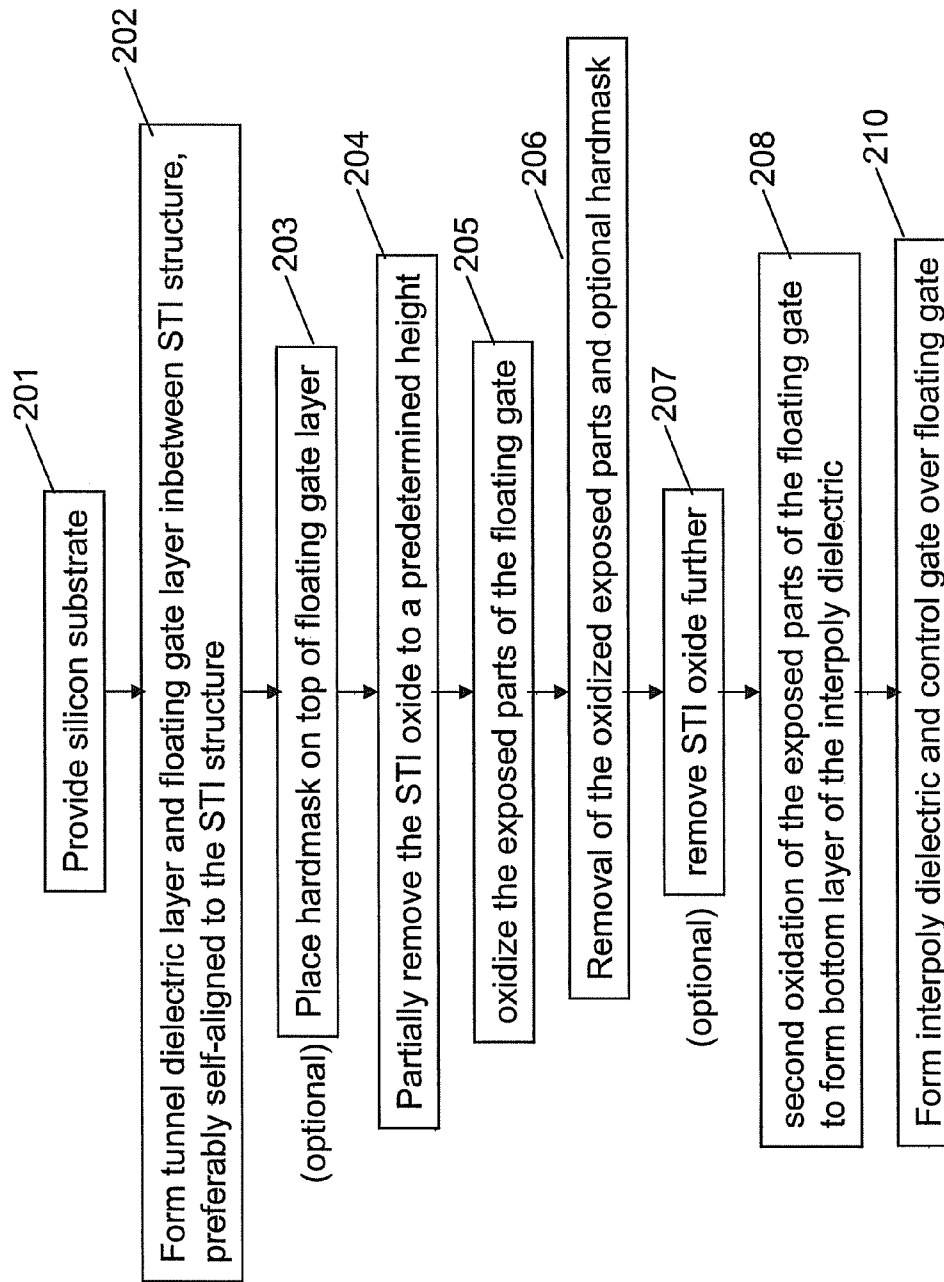 201
Provide silicon substrate
202
Form tunnel dielectric layer and floating gate layer inbetween STI structure,
preferably self-aligned to the STI structure
203
(optional) Place hardmask on top of floating gate layer
204
Partially remove the STI oxide to a predetermined height
205
oxidize the exposed parts of the floating gate
206
Removal of the oxidized exposed parts and optional hardmask
207
(optional) remove STI oxide further
208
second oxidation of the exposed parts of the floating gate
to form bottom layer of the interpoly dielectric
210
Form interpoly dielectric and control gate over floating gate